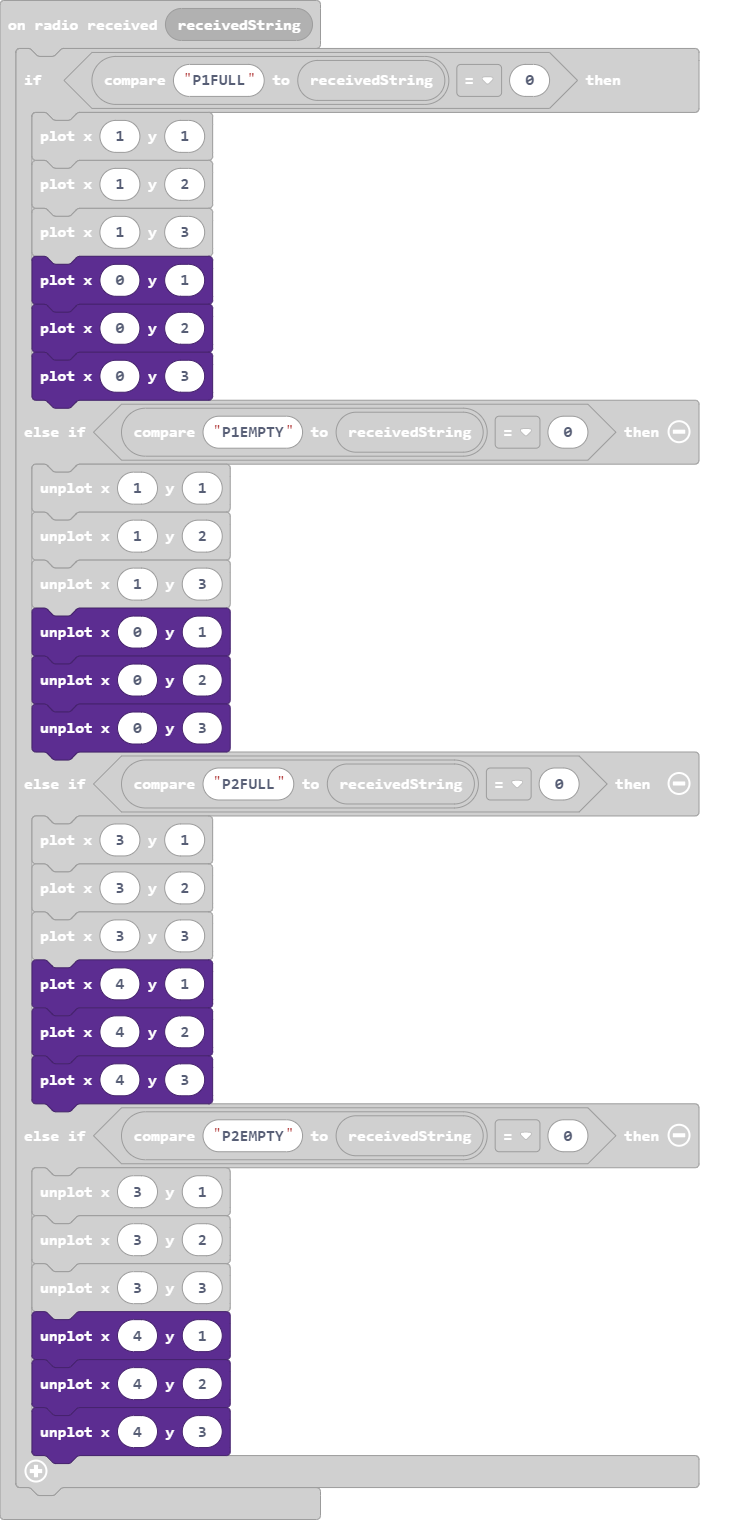 on radio received receivedString
if compare "P1FULL" to receivedString = 0 then
plot x 1 y 1
plot x 1 y 2
plot x 1 y 3
plot x 0 y 1
plot x 0 y 2
plot x 0 y 3
else if compare "P1EMPTY" to receivedString = 0 then
unplot x 1 y 1
unplot x 1 y 2
unplot x 1 y 3
unplot x 0 y 1
unplot x 0 y 2
unplot x 0 y 3
else if compare "P2FULL" to receivedString = 0 then
plot x 3 y 1
plot x 3 y 2
plot x 3 y 3
plot x 4 y 1
plot x 4 y 2
plot x 4 y 3
else if compare "P2EMPTY" to receivedString = 0 then
unplot x 3 y 1
unplot x 3 y 2
unplot x 3 y 3
unplot x 4 y 1
unplot x 4 y 2
unplot x 4 y 3